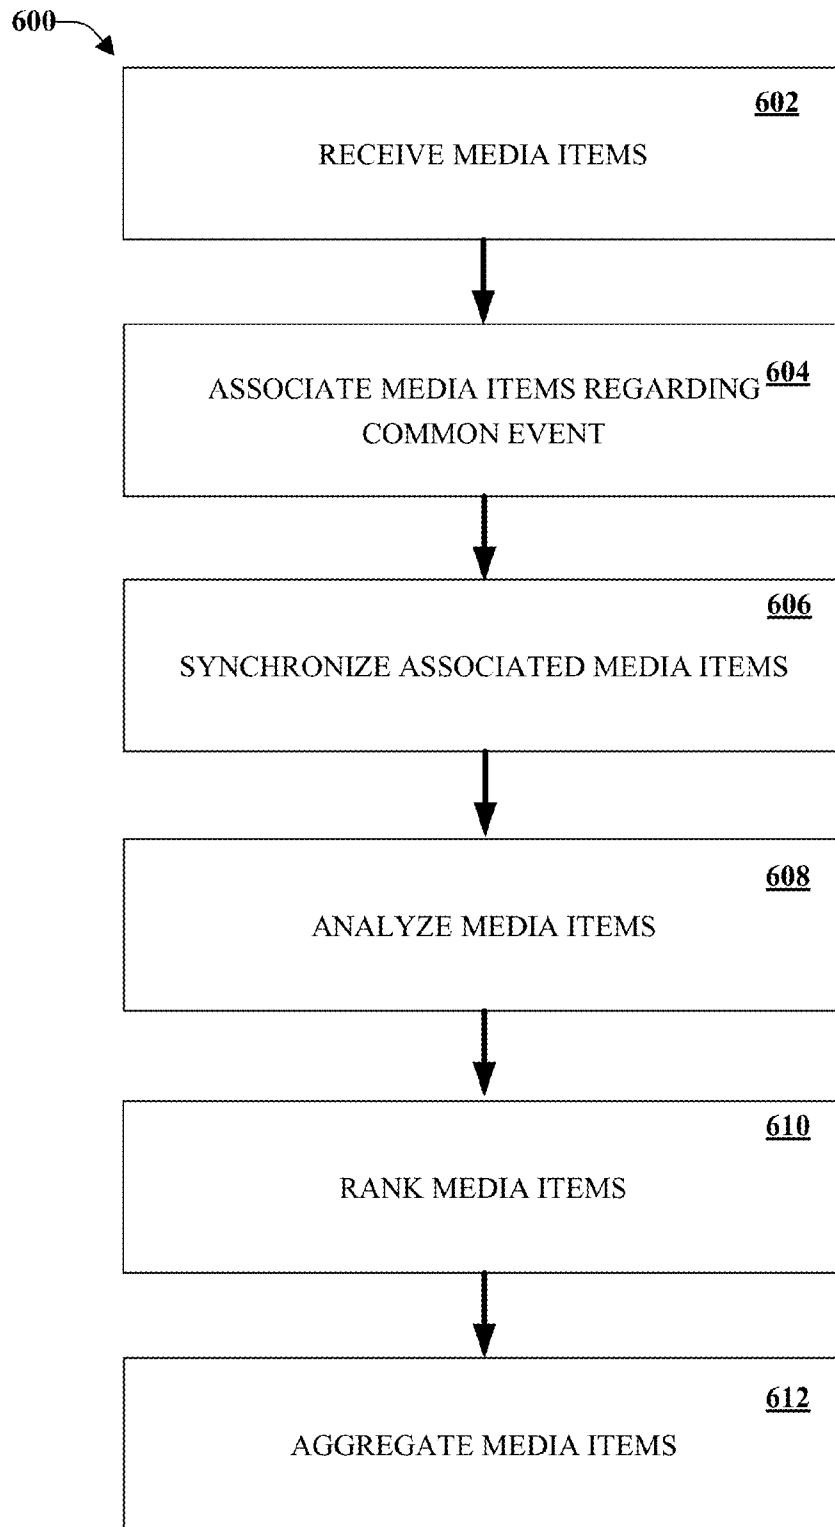 600
602
RECEIVE MEDIA ITEMS
604
ASSOCIATE MEDIA ITEMS REGARDING
COMMON EVENT
606
SYNCHRONIZE ASSOCIATED MEDIA ITEMS
608
ANALYZE MEDIA ITEMS
610
RANK MEDIA ITEMS
612
AGGREGATE MEDIA ITEMS